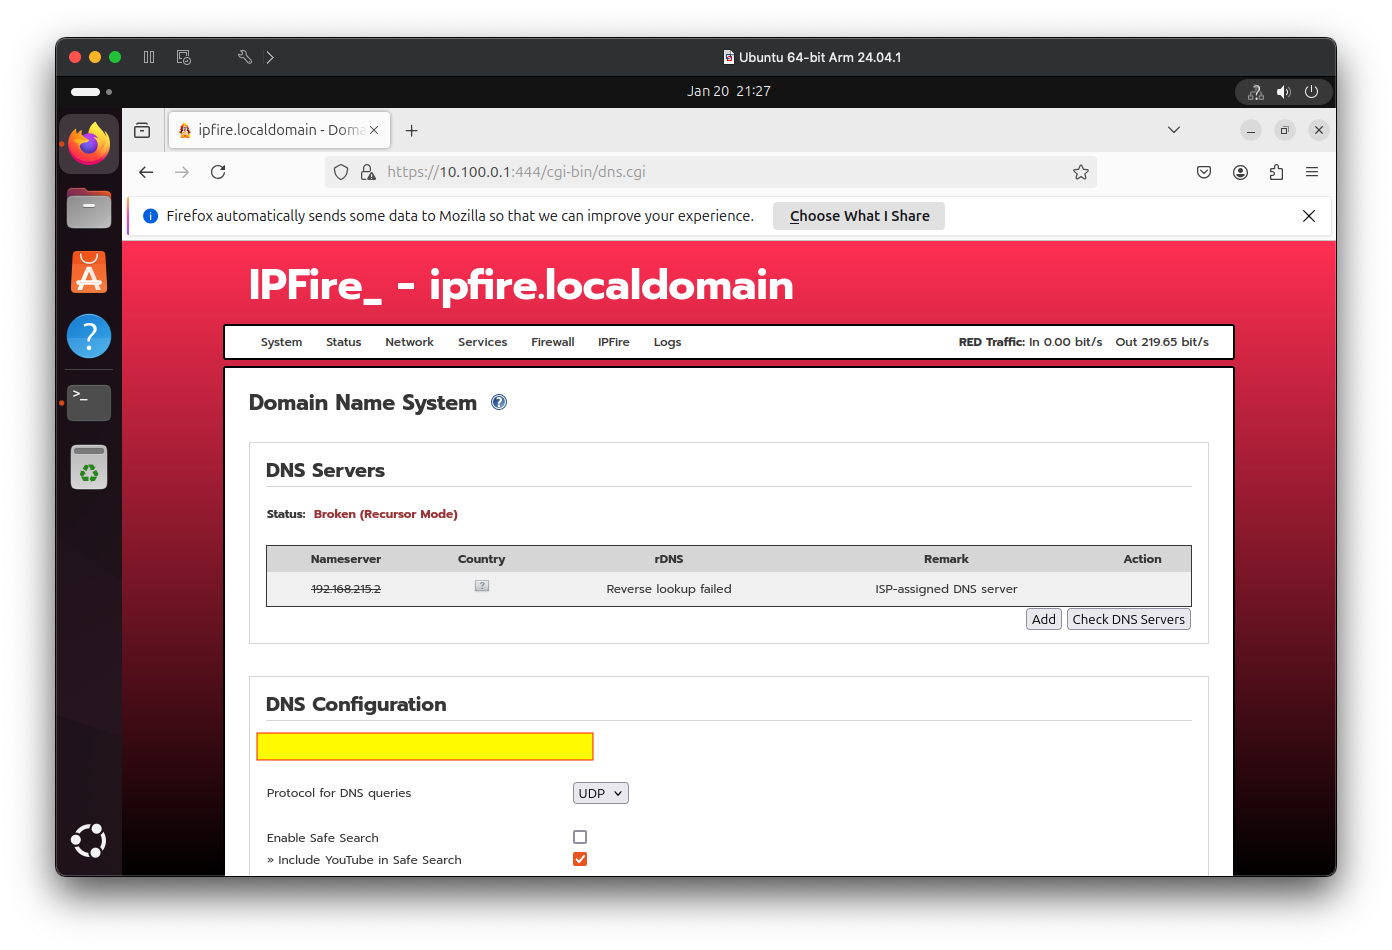 Ubuntu 64-bit Arm 24.04.1
Jan 20 21:27
ipfire.localdomain - Doma
https://10.100.0.1:444/cgi-bin/dns.cgi
Firefox automatically sends some data to Mozilla so that we can improve your experience. Choose What I Share
IPFire_ - ipfire.localdomain
System Status Network Services Firewall IPFire Logs RED Traffic: In 0.00 bit/s Out 219.65 bit/s
Domain Name System
DNS Servers
Status: Broken (Recursor Mode)
Nameserver Country rDNS Remark Action
192.168.215.2 Reverse lookup failed ISP-assigned DNS server
Add Check DNS Servers
DNS Configuration
Protocol for DNS queries UDP
Enable Safe Search
» Include YouTube in Safe Search